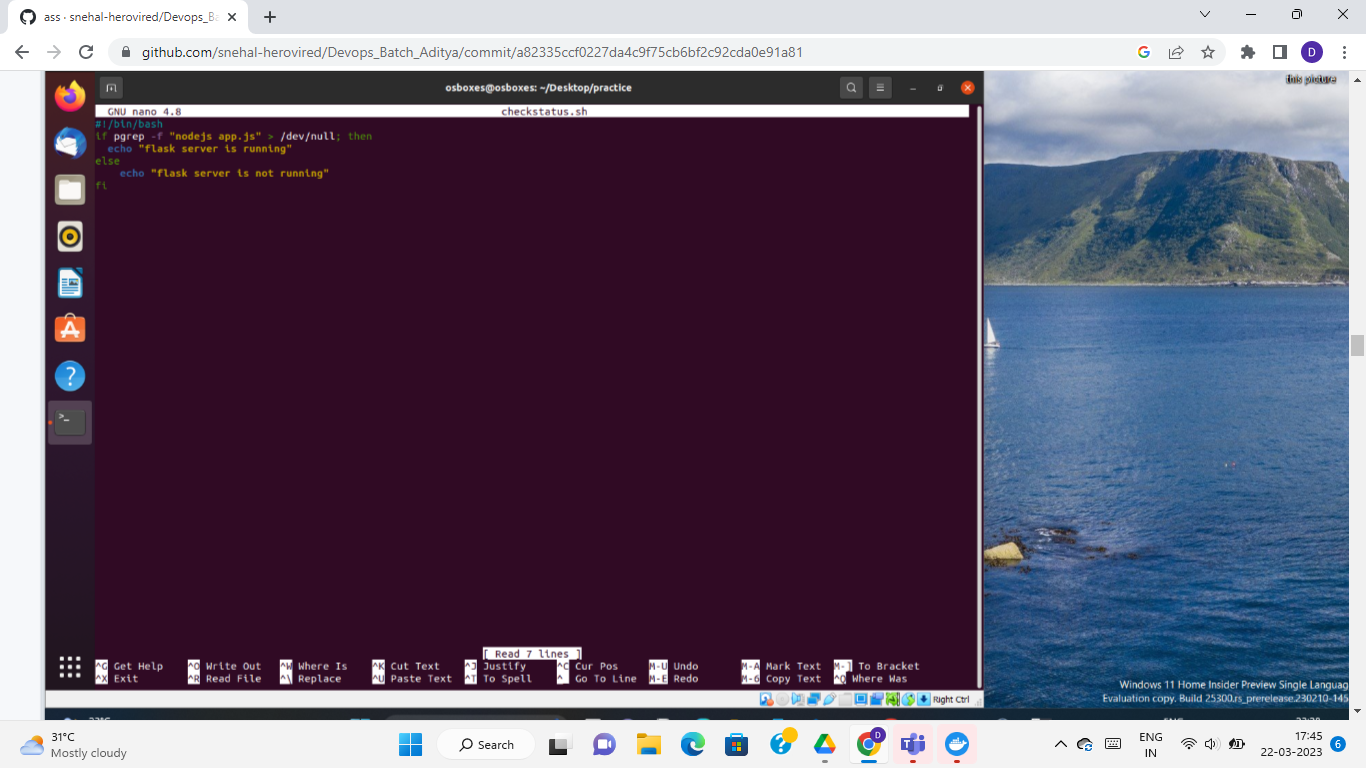 ass · snehal-herovired/Devops_Ba
github.com/snehal-herovired/Devops_Batch_Aditya/commit/a82335ccf0227da4c9f75cb6bf2c92cda0e91a81
D
this picture
osboxes@osboxes: ~/Desktop/practice
GNU nano 4.8 checkstatus.sh
#!/bin/bash
if pgrep -f "nodejs app.js" > /dev/null; then
echo "flask server is running"
else
echo "flask server is not running"
fi
[ Read 7 lines ]
^G Get Help ^O Write Out ^W Where Is ^K Cut Text ^J Justify ^C Cur Pos M-U Undo M-A Mark Text M-] To Bracket
^X Exit ^R Read File ^\ Replace ^U Paste Text ^T To Spell ^_ Go To Line M-E Redo M-6 Copy Text ^Q Where Was
Right Ctrl
Windows 11 Home Insider Preview Single Languag
Evaluation copy. Build 25300.rs_prerelease.230210-145
31°C
Mostly cloudy
Search
D
ENG
IN
17:45
22-03-2023
6